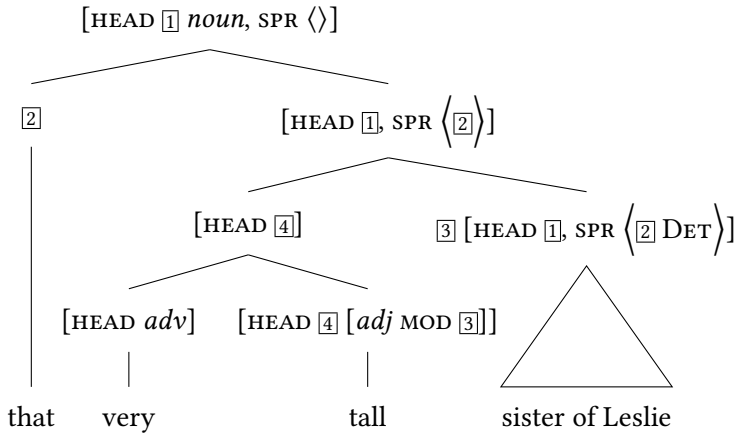 [HEAD 1 noun, SPR ⟨⟩]
2 [HEAD 1, SPR ⟨2⟩]
[HEAD 4] 3 [HEAD 1, SPR ⟨2 DET⟩]
[HEAD adv] [HEAD 4 [adj MOD 3]]
that very tall sister of Leslie